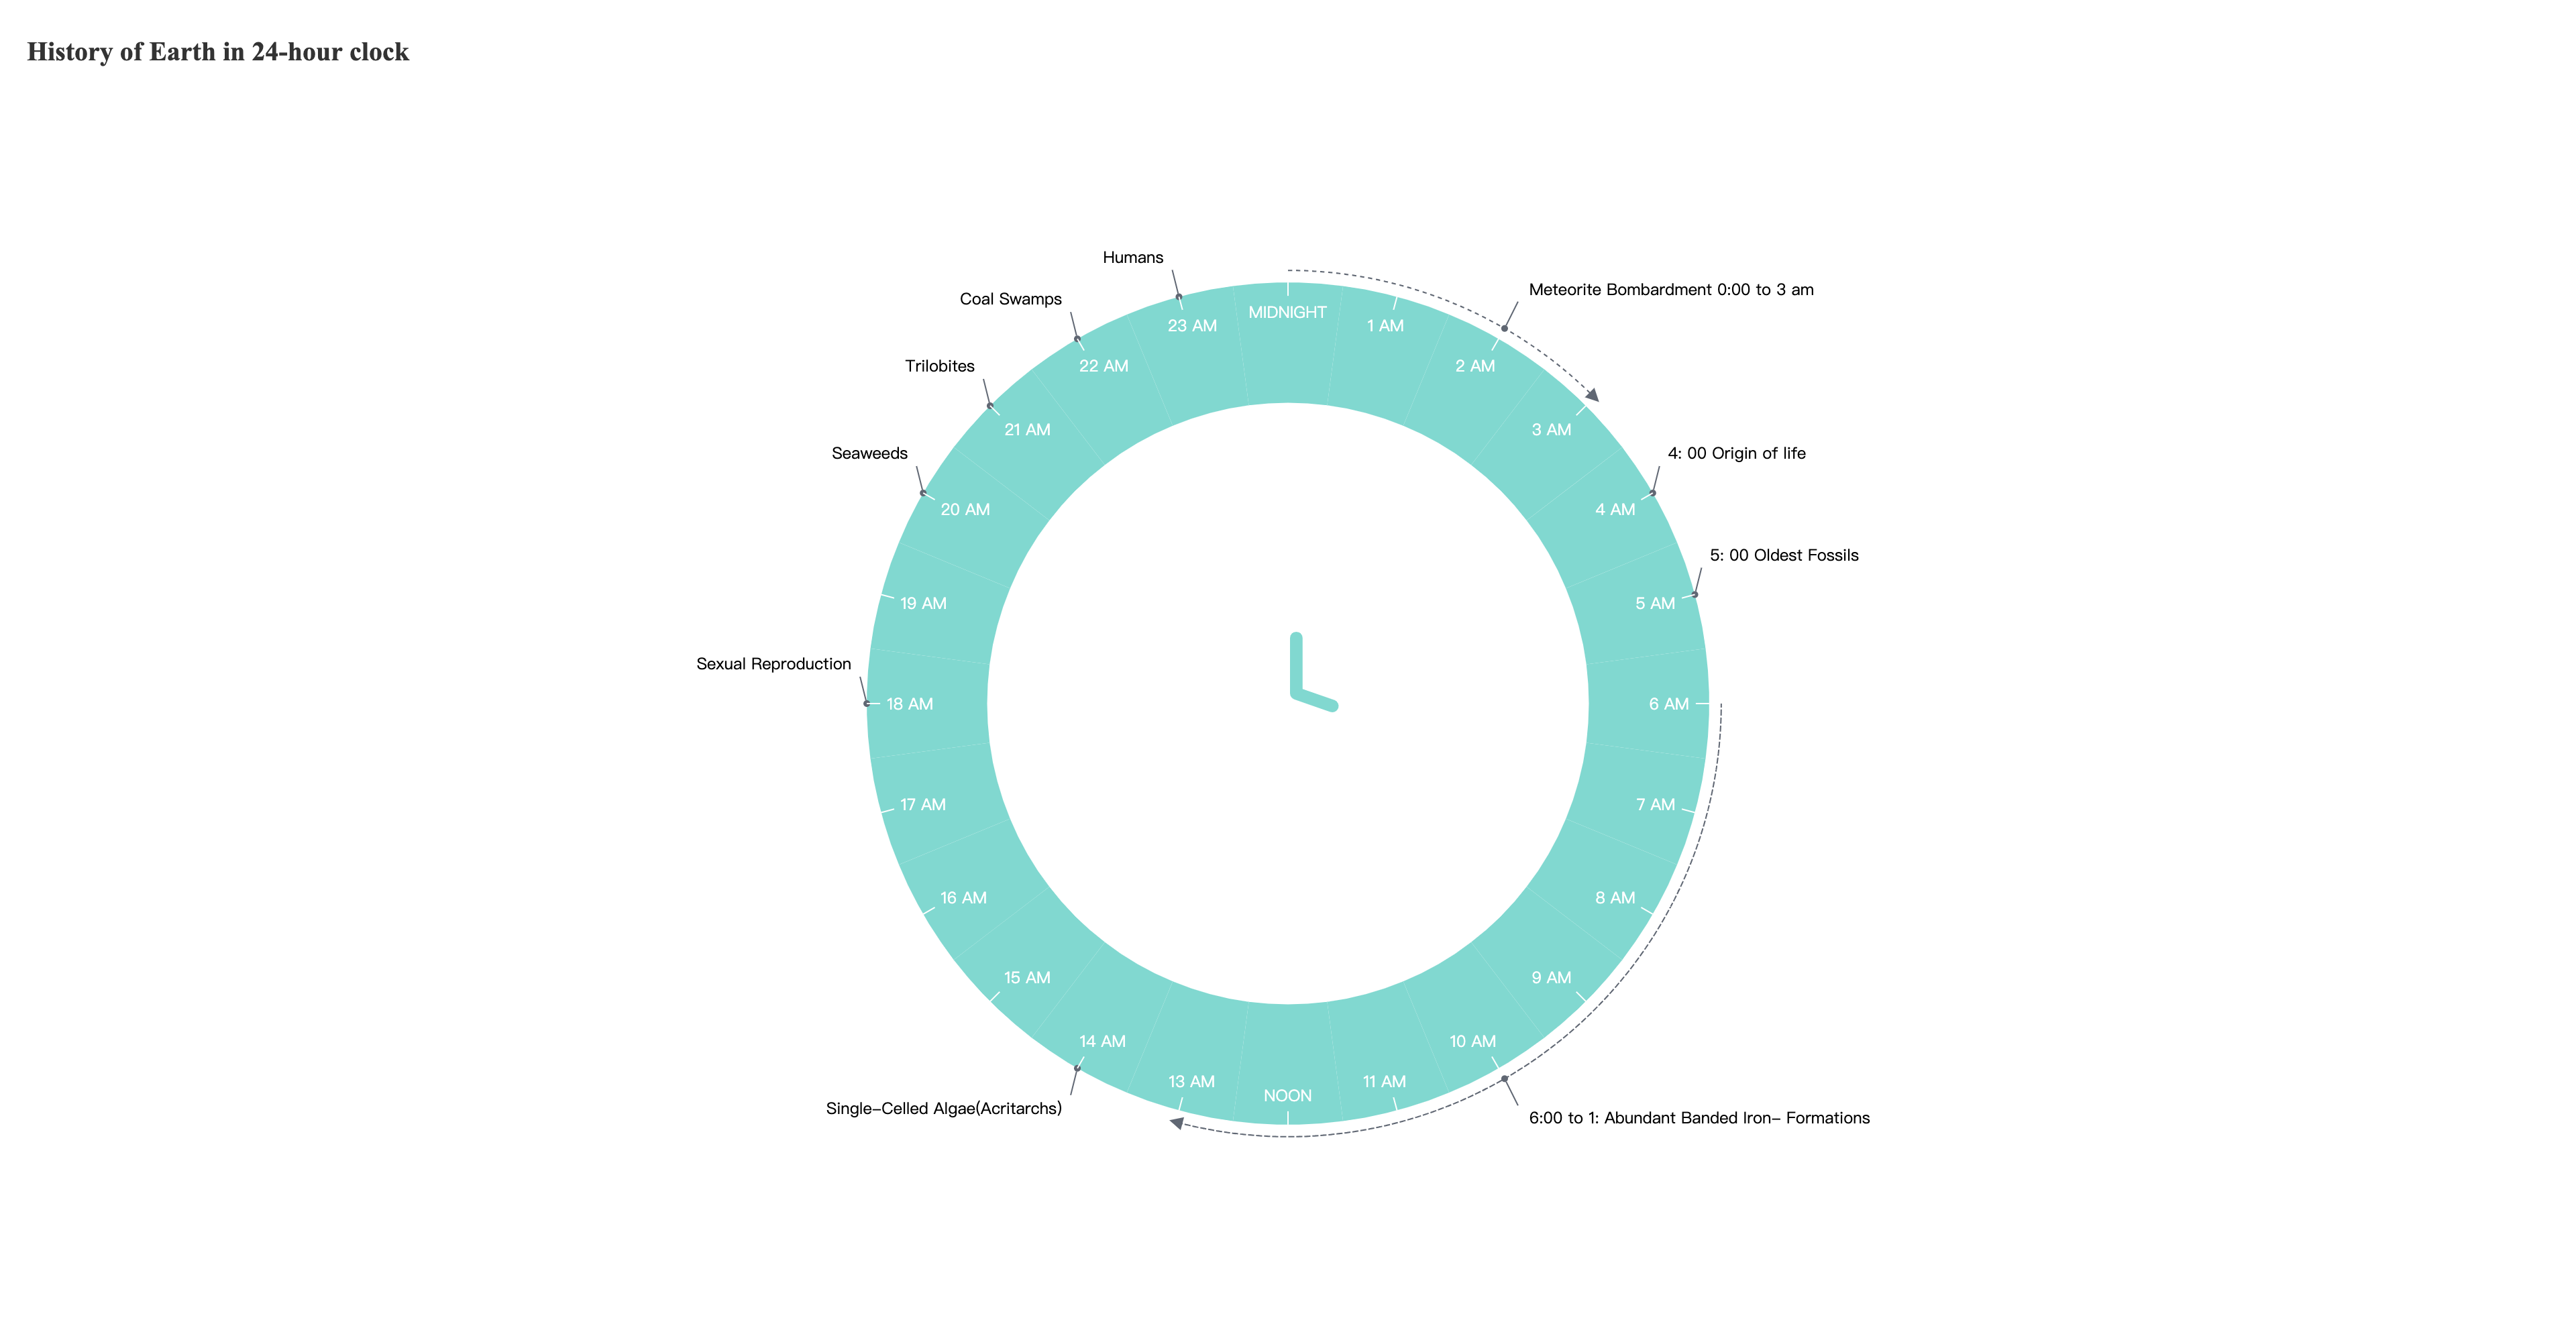 History of Earth in 24-hour clock
Humans
Coal Swamps
Trilobites
Seaweeds
Sexual Reproduction
Single-Celled Algae(Acritarchs)
Meteorite Bombardment 0:00 to 3 am
4: 00 Origin of life
5: 00 Oldest Fossils
6:00 to 1: Abundant Banded Iron- Formations
MIDNIGHT
1 AM
2 AM
3 AM
4 AM
5 AM
6 AM
7 AM
8 AM
9 AM
10 AM
11 AM
NOON
13 AM
14 AM
15 AM
16 AM
17 AM
18 AM
19 AM
20 AM
21 AM
22 AM
23 AM